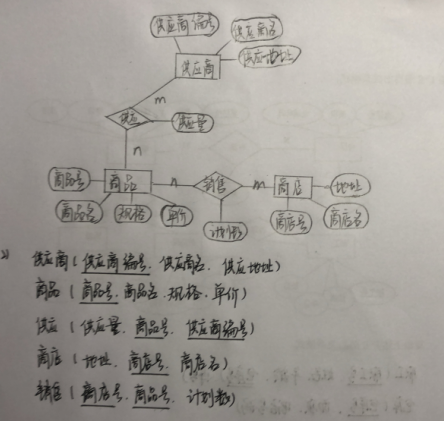 供应商编号 供应商名
供应商 供应地址
m
供应 供应量
n
商品号 商品 n 销售 m 商店 地址
商品名 规格 单价 商店号 商店名
计划数
2)
供应商(供应商编号、供应商名、供应地址)
商品(商品号、商品名、规格、单价)
供应(供应量、商品号、供应商编号)
商店(地址、商店号、商店名)
销售(商店号、商品号、计划数)